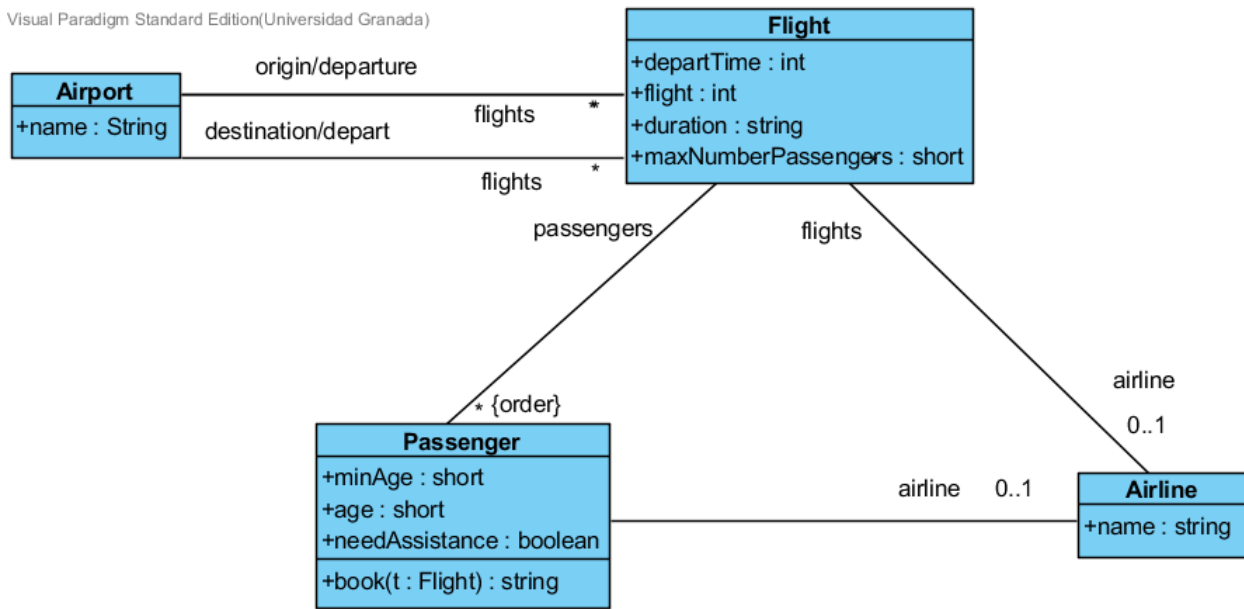 Visual Paradigm Standard Edition(Universidad Granada)
Flight
+departTime : int
+flight : int
+duration : string
+maxNumberPassengers : short
origin/departure
flights
*
Airport
+name : String
destination/depart
flights
*
passengers
flights
* {order}
airline
0..1
Passenger
+minAge : short
+age : short
+needAssistance : boolean
+book(t : Flight) : string
airline 0..1
Airline
+name : string